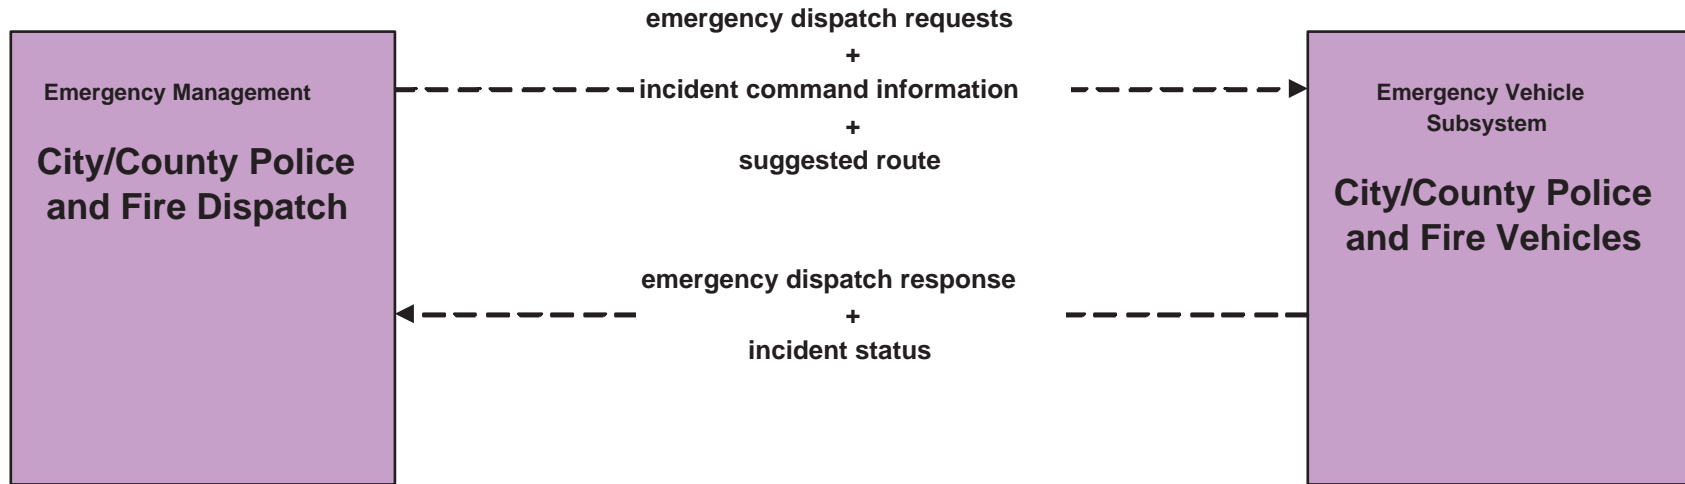 Emergency Management
City/County Police
and Fire Dispatch
emergency dispatch requests
+
incident command information
+
suggested route
emergency dispatch response
+
incident status
Emergency Vehicle
Subsystem
City/County Police
and Fire Vehicles